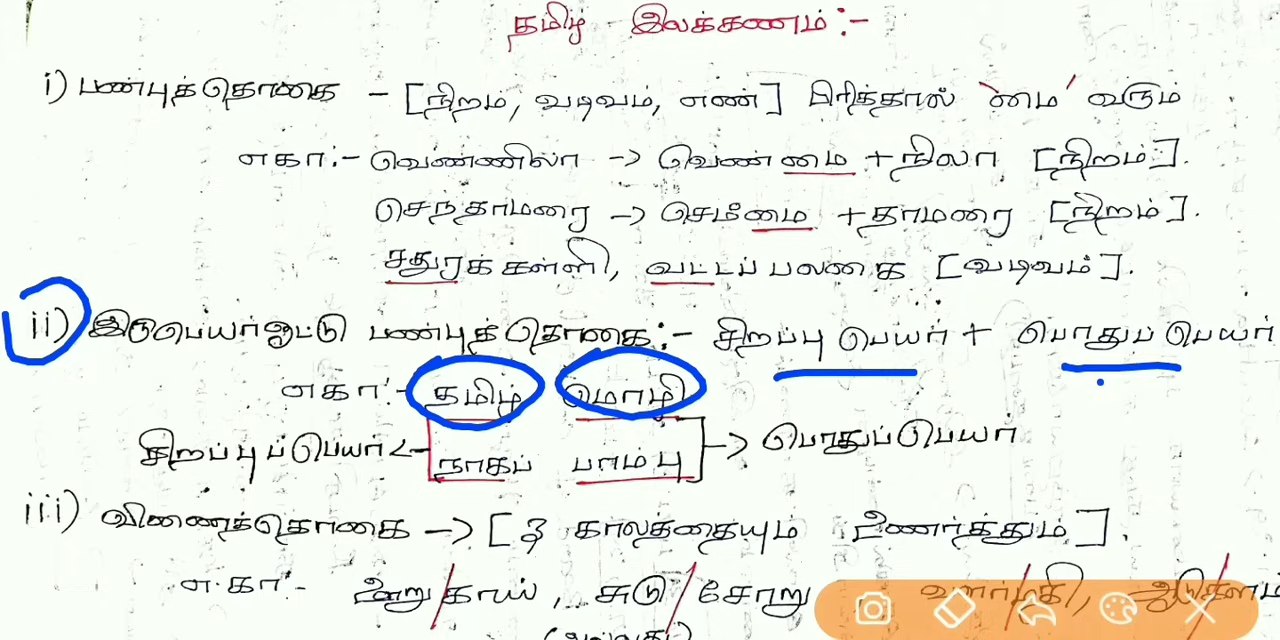 தமிழ் இலக்கணம் :-
i) பண்புத்தொகை - [நிறம், வடிவம், எண்] பிரித்தால் 'மை' வரும்
எகா:- வெண்ணிலா -> வெண்மை + நிலா [நிறம்].
செந்தாமரை -> செம்மை + தாமரை [நிறம்].
சதுரக்கள்ளி, வட்டப் பலகை [வடிவம்].
ii) இருபெயரொட்டு பண்புத்தொகை:- சிறப்பு பெயர் + பொதுப் பெயர்
எகா:- தமிழ் மொழி
சிறப்புப்பெயர் <- நாகப் பாம்பு -> பொதுப்பெயர்
iii) வினைத்தொகை -> [3 காலத்தையும் உணர்த்தும்].
எ.கா:- ஊறு/காய், சுடு/சோறு,
(அல்லது)